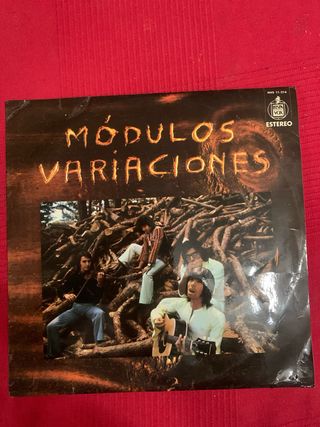 MÓDULOS
VARIACIONES
ESTEREO